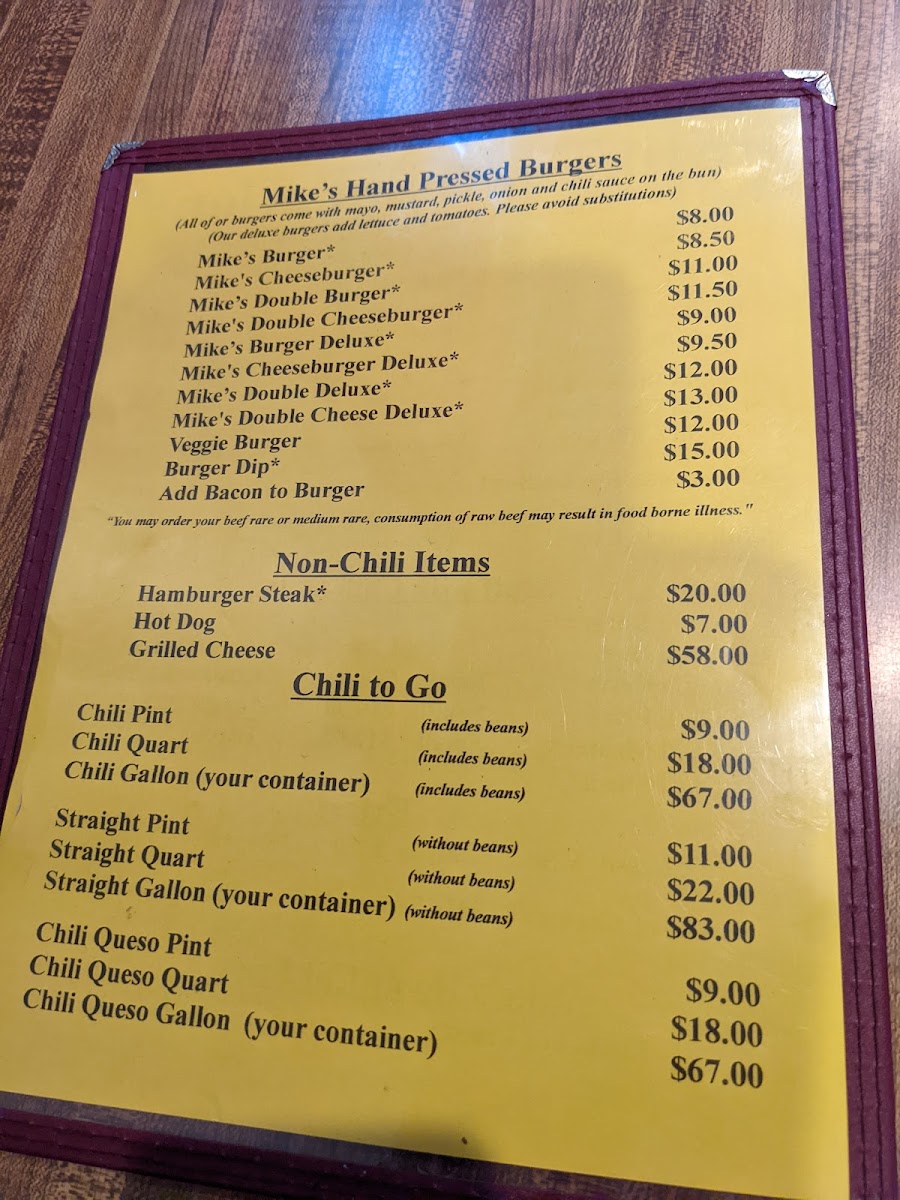 Mike's Hand Pressed Burgers
(All of or burgers come with mayo, mustard, pickle, onion and chili sauce on the bun)
(Our deluxe burgers add lettuce and tomatoes. Please avoid substitutions)
Mike's Burger* $8.00
Mike's Cheeseburger* $8.50
Mike's Double Burger* $11.00
Mike's Double Cheeseburger* $11.50
Mike's Burger Deluxe* $9.00
Mike's Cheeseburger Deluxe* $9.50
Mike's Double Deluxe* $12.00
Mike's Double Cheese Deluxe* $13.00
Veggie Burger $12.00
Burger Dip* $15.00
Add Bacon to Burger $3.00
"You may order your beef rare or medium rare, consumption of raw beef may result in food borne illness."
Non-Chili Items
Hamburger Steak* $20.00
Hot Dog $7.00
Grilled Cheese $58.00
Chili to Go
Chili Pint (includes beans) $9.00
Chili Quart (includes beans) $18.00
Chili Gallon (your container) (includes beans) $67.00
Straight Pint (without beans) $11.00
Straight Quart (without beans) $22.00
Straight Gallon (your container) (without beans) $83.00
Chili Queso Pint $9.00
Chili Queso Quart $18.00
Chili Queso Gallon (your container) $67.00